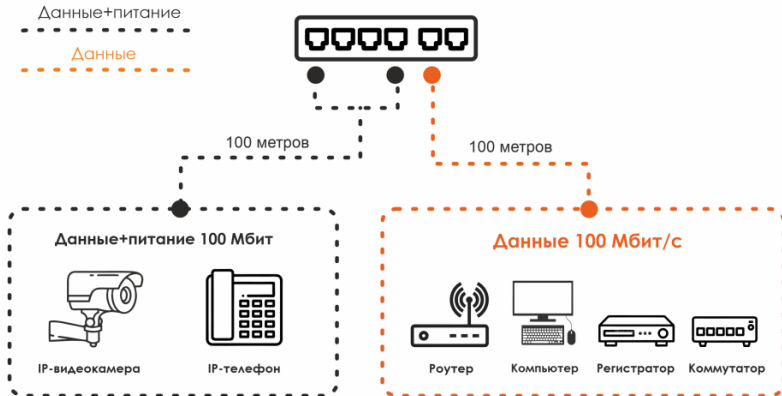 Данные+питание
Данные
100 метров
100 метров
Данные+питание 100 Мбит
Данные 100 Мбит/с
IP-видеокамера
IP-телефон
Роутер
Компьютер
Регистратор
Коммутатор